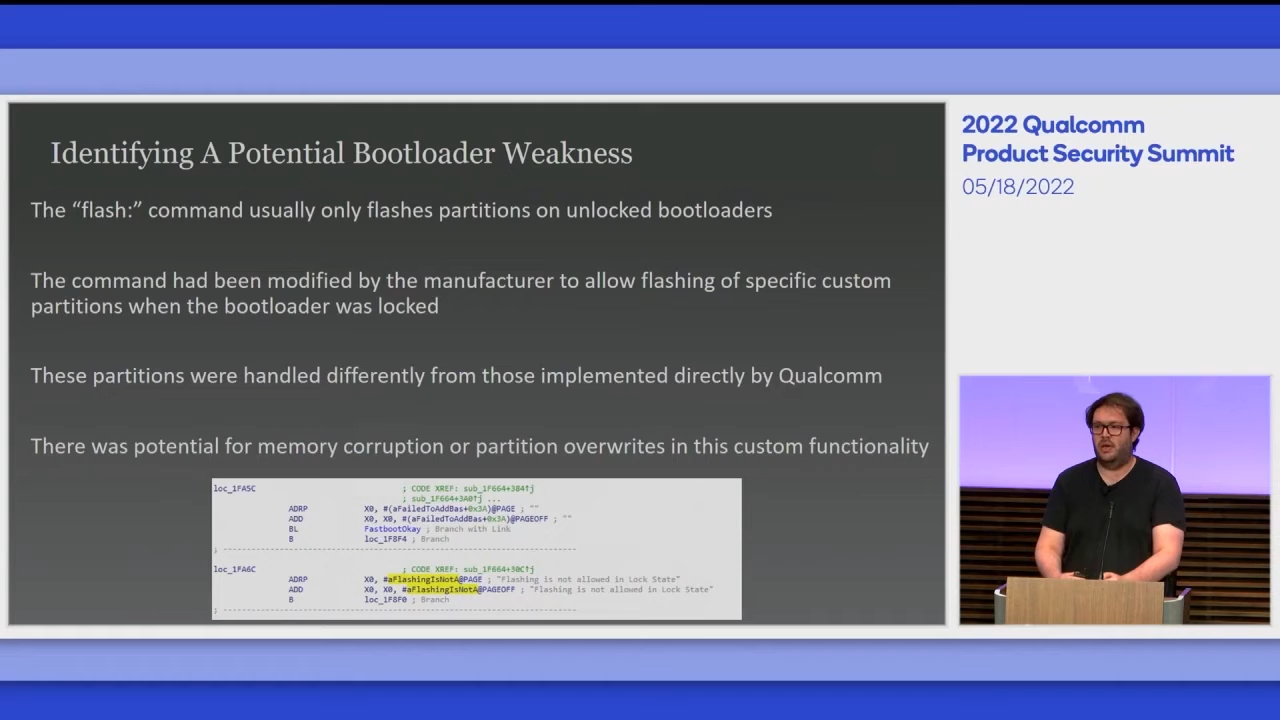 Identifying A Potential Bootloader Weakness
The “flash:” command usually only flashes partitions on unlocked bootloaders
The command had been modified by the manufacturer to allow flashing of specific custom
partitions when the bootloader was locked
These partitions were handled differently from those implemented directly by Qualcomm
There was potential for memory corruption or partition overwrites in this custom functionality
loc_1FA5C ; CODE XREF: sub_1F664+384↑j
; sub_1F664+3A0↑j ...
ADRP X0, #(aFailedToAddBas+0x3A)@PAGE ; ""
ADD X0, X0, #(aFailedToAddBas+0x3A)@PAGEOFF ; ""
BL FastbootOkay ; Branch with Link
B loc_1F8F4 ; Branch
; ---------------------------------------------------------------------------
loc_1FA6C ; CODE XREF: sub_1F664+30C↑j
ADRP X0, #aFlashingIsNotA@PAGE ; "Flashing is not allowed in Lock State"
ADD X0, X0, #aFlashingIsNotA@PAGEOFF ; "Flashing is not allowed in Lock State"
B loc_1F8F0 ; Branch
; ---------------------------------------------------------------------------
2022 Qualcomm
Product Security Summit
05/18/2022